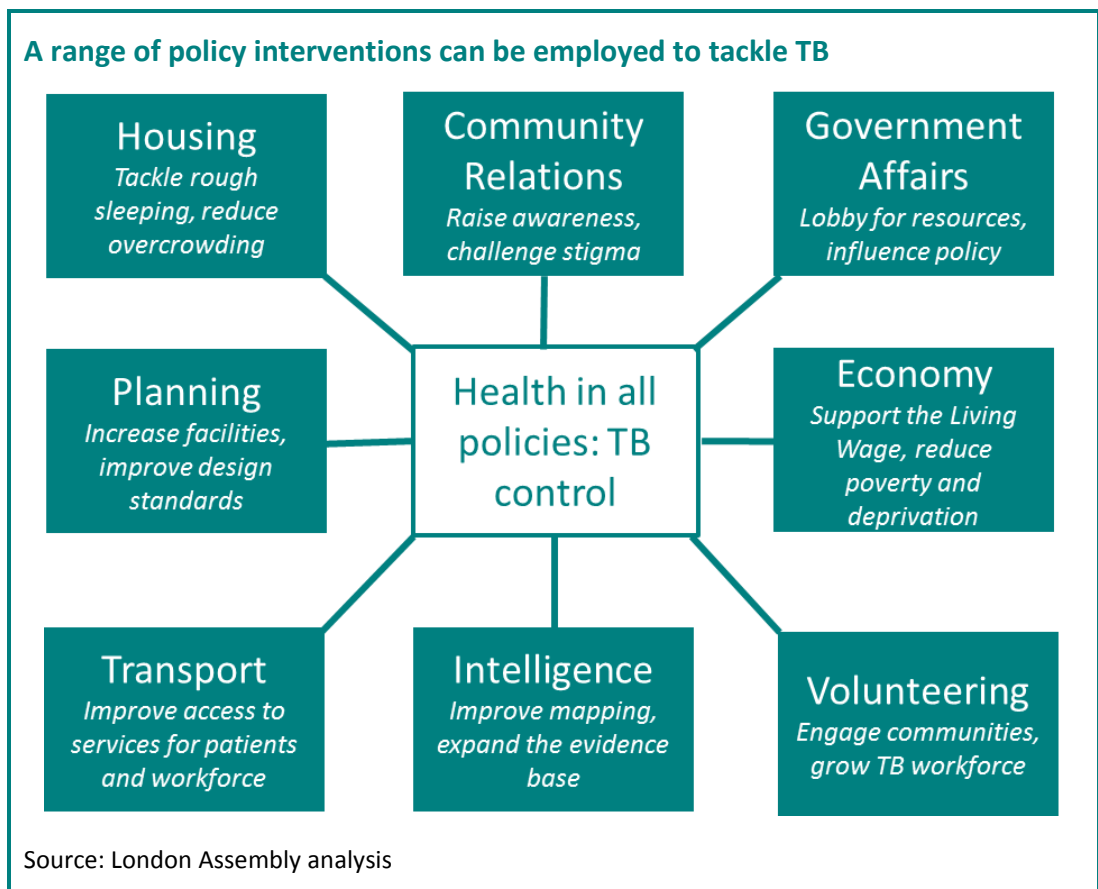 A range of policy interventions can be employed to tackle TB
Housing
Tackle rough
sleeping, reduce
overcrowding
Community
Relations
Raise awareness,
challenge stigma
Government
Affairs
Lobby for resources,
influence policy
Planning
Increase facilities,
improve design
standards
Health in all
policies: TB
control
Economy
Support the Living
Wage, reduce
poverty and
deprivation
Transport
Improve access to
services for patients
and workforce
Intelligence
Improve mapping,
expand the evidence
base
Volunteering
Engage communities,
grow TB workforce
Source: London Assembly analysis